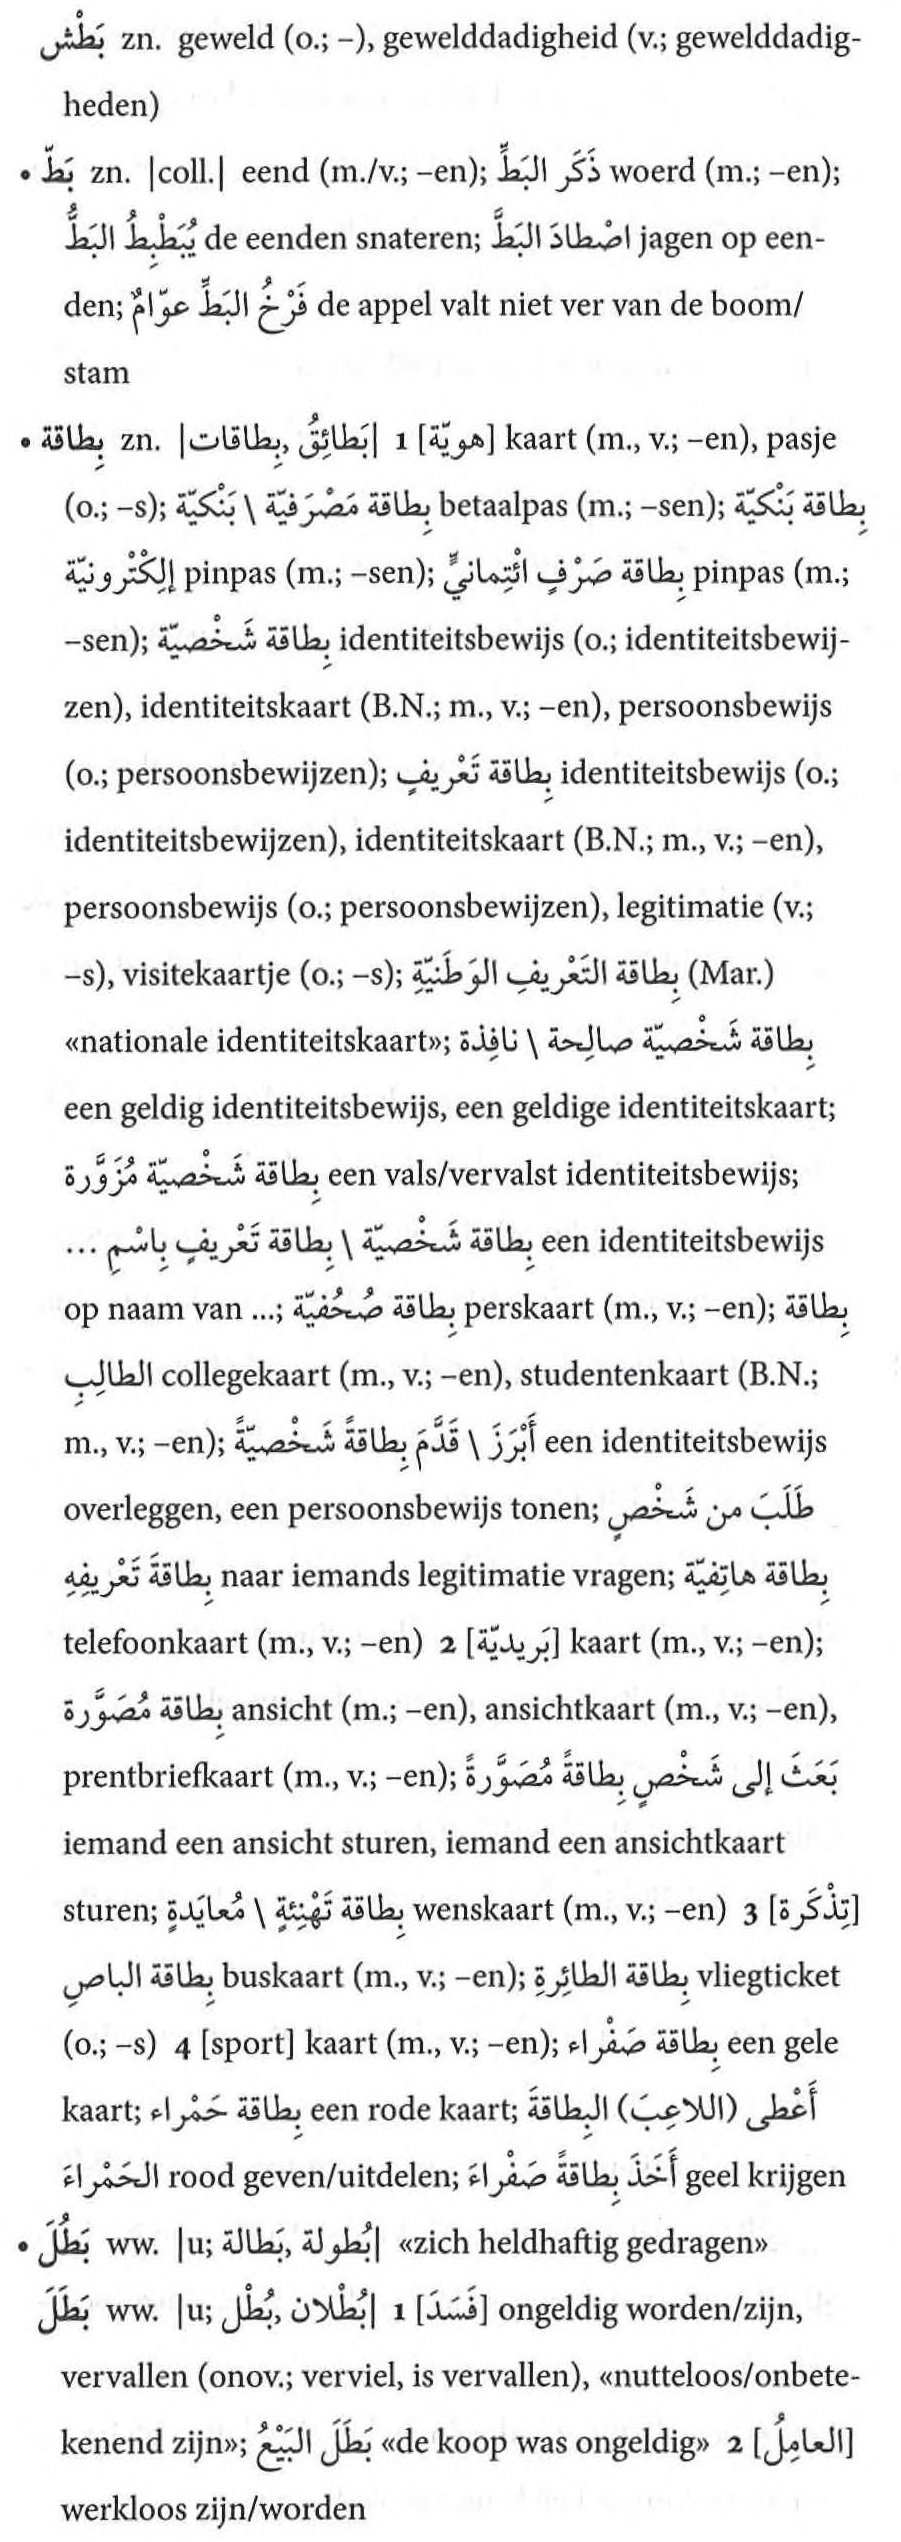 بَطْش zn. geweld (o.; –), gewelddadigheid (v.; gewelddadig-
heden)
• بَطّ zn. |coll.| eend (m./v.; –en); ذَكَر البَطِّ woerd (m.; –en);
يُبَطْبِطُ البَطُّ de eenden snateren; اصْطادَ البَطَّ jagen op een-
den; فَرْخُ البَطِّ عوّامٌ de appel valt niet ver van de boom/
stam
• بِطاقة zn. |بَطائِقُ ,بِطاقات| 1 [هويّة] kaart (m., v.; –en), pasje
(o.; –s); بِطاقة مَصْرَفيّة \ بَنْكيّة betaalpas (m.; –sen); بِطاقة بَنْكيّة
إلِكْتْرونيّة pinpas (m.; –sen); بِطاقة صَرْفٍ ائْتِمانيٍّ pinpas (m.;
–sen); بِطاقة شَخْصيّة identiteitsbewijs (o.; identiteitsbewij-
zen), identiteitskaart (B.N.; m., v.; –en), persoonsbewijs
(o.; persoonsbewijzen); بِطاقة تَعْريفٍ identiteitsbewijs (o.;
identiteitsbewijzen), identiteitskaart (B.N.; m., v.; –en),
persoonsbewijs (o.; persoonsbewijzen), legitimatie (v.;
–s), visitekaartje (o.; –s); بِطاقة التَعْريفِ الوَطَنيّةِ (Mar.)
«nationale identiteitskaart»; بِطاقة شَخْصيّة صالِحة \ نافِذة
een geldig identiteitsbewijs, een geldige identiteitskaart;
بِطاقة شَخْصيّة مُزَوَّرة een vals/vervalst identiteitsbewijs;
بِطاقة شَخْصيّة \ بِطاقة تَعْريفٍ بِاسْمِ ... een identiteitsbewijs
op naam van ...; بِطاقة صُحُفيّة perskaart (m., v.; –en); بِطاقة
الطالِبِ collegekaart (m., v.; –en), studentenkaart (B.N.;
m., v.; –en); أَبْرَزَ \ قَدَّمَ بِطاقةً شَخْصيّةً een identiteitsbewijs
overleggen, een persoonsbewijs tonen; طَلَبَ من شَخْصٍ
بِطاقةَ تَعْريفِهِ naar iemands legitimatie vragen; بِطاقة هاتِفيّة
telefoonkaart (m., v.; –en) 2 [بَريديّة] kaart (m., v.; –en);
بِطاقة مُصَوَّرة ansicht (m.; –en), ansichtkaart (m., v.; –en),
prentbriefkaart (m., v.; –en); بَعَثَ إلى شَخْصٍ بِطاقةً مُصَوَّرةً
iemand een ansicht sturen, iemand een ansichtkaart
sturen; بِطاقة تَهْنِئةٍ \ مُعايَدةٍ wenskaart (m., v.; –en) 3 [تِذْكَرة]
بِطاقة الباصِ buskaart (m., v.; –en); بِطاقة الطائِرةِ vliegticket
(o.; –s) 4 [sport] kaart (m., v.; –en); بِطاقة صَفْراء een gele
kaart; بِطاقة حَمْراء een rode kaart; أَعْطى (اللاعِبَ) البِطاقةَ
الحَمْراءَ rood geven/uitdelen; أَخَذَ بِطاقةً صَفْراءَ geel krijgen
• بَطُلَ ww. |u; بُطولة ,بَطالة| «zich heldhaftig gedragen»
بَطَلَ ww. |u; بُطْلان ,بُطْل| 1 [فَسَدَ] ongeldig worden/zijn,
vervallen (onov.; verviel, is vervallen), «nutteloos/onbete-
kenend zijn»; بَطَلَ البَيْعُ «de koop was ongeldig» 2 [العامِلُ]
werkloos zijn/worden